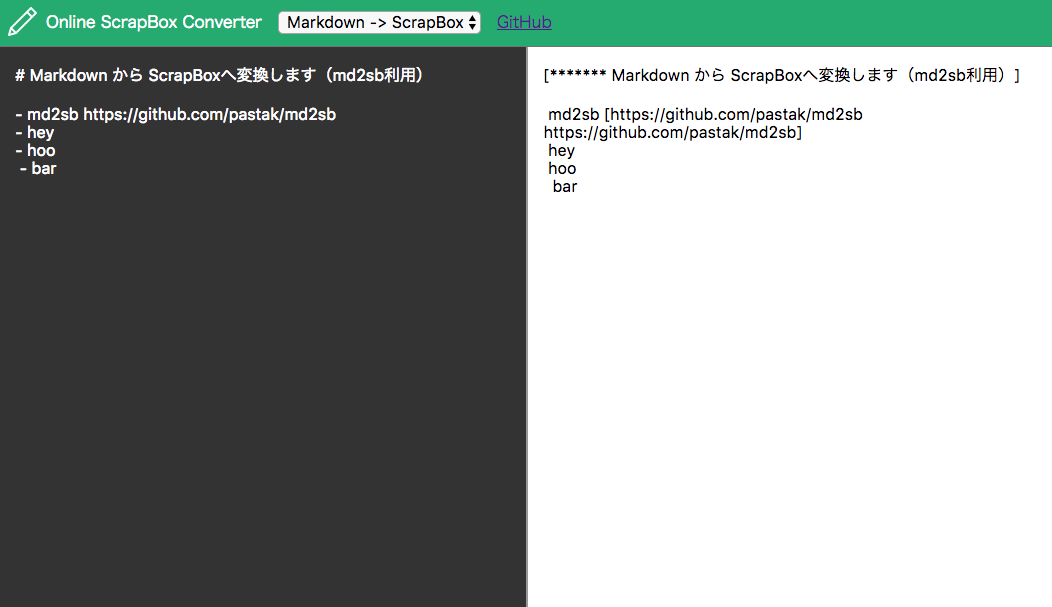 Online ScrapBox Converter Markdown -> ScrapBox GitHub
# Markdown から ScrapBoxへ変換します（md2sb利用）
- md2sb https://github.com/pastak/md2sb
- hey
- hoo
 - bar
[******* Markdown から ScrapBoxへ変換します（md2sb利用）]
 md2sb [https://github.com/pastak/md2sb
https://github.com/pastak/md2sb]
 hey
 hoo
  bar